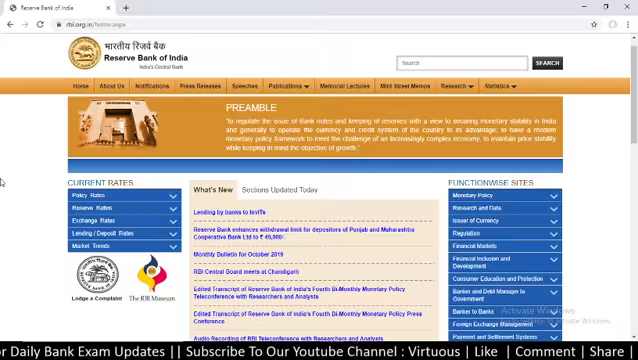 Reserve Bank of India
rbi.org.in/home.aspx
भारतीय रिज़र्व बैंक
Reserve Bank of India
India's Central Bank
Search
SEARCH
Home About Us Notifications Press Releases Speeches Publications Memorial Lectures Mint Street Memos Research Statistics
PREAMBLE
"to regulate the issue of Bank notes and keeping of reserves with a view to securing monetary stability in India
and generally to operate the currency and credit system of the country to its advantage; to have a modern
monetary policy framework to meet the challenge of an increasingly complex economy, to maintain price stability
while keeping in mind the objective of growth."
CURRENT RATES
Policy Rates
Reserve Rates
Exchange Rates
Lending / Deposit Rates
Market Trends
Lodge a Complaint The RBI Museum
What's New Sections Updated Today
Lending by banks to InvITs
Reserve Bank enhances withdrawal limit for depositors of Punjab and Maharashtra
Cooperative Bank Ltd to ₹ 40,000/-
Monthly Bulletin for October 2019
RBI Central Board meets at Chandigarh
Edited Transcript of Reserve Bank of India's Fourth Bi-Monthly Monetary Policy
Teleconference with Researchers and Analysts
Edited Transcript of Reserve Bank of India's Fourth Bi-Monthly Monetary Policy Press
Conference
Audio Recording of RBI Teleconference with Researchers and Analysts
FUNCTIONWISE SITES
Monetary Policy
Research and Data
Issuer of Currency
Regulation
Financial Markets
Financial Inclusion and
Development
Consumer Education and Protection
Banker and Debt Manager to
Government
Banker to Banks
Foreign Exchange Management
Payment and Settlement Systems
Activate Windows
or Daily Bank Exam Updates || Subscribe To Our Youtube Channel : Virtuous | Like | Comment | Share |